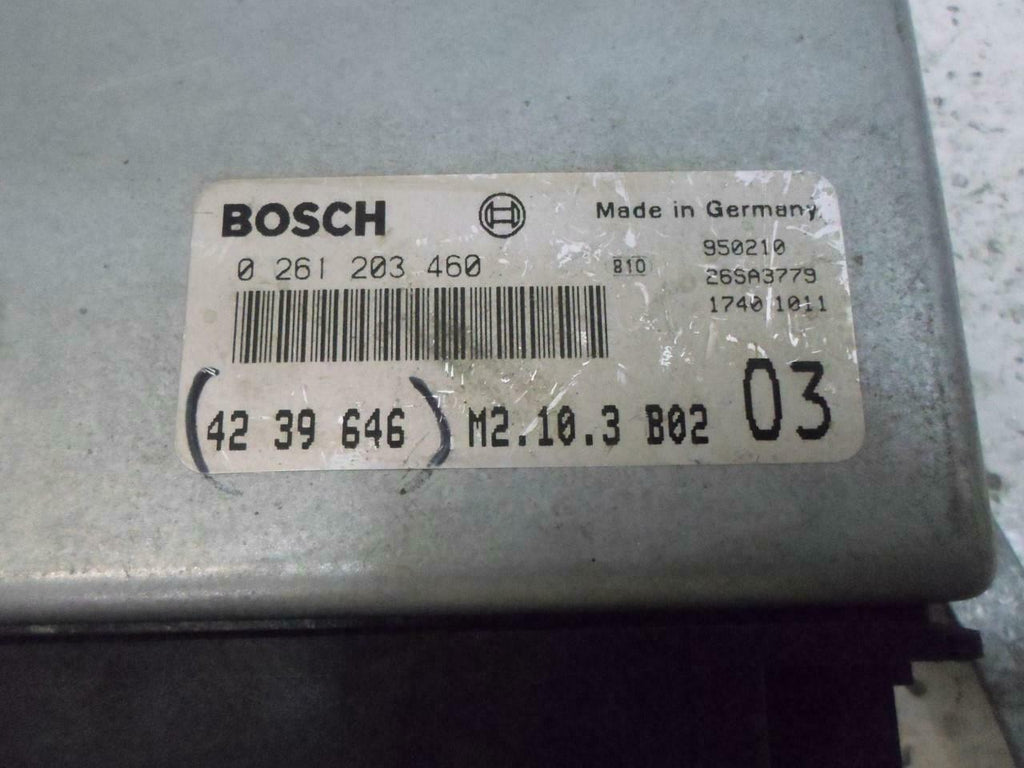 BOSCH Made in Germany
0 261 203 460 810 950210
26SA3779
1740 1011
42 39 646 M2.10.3 B02 03